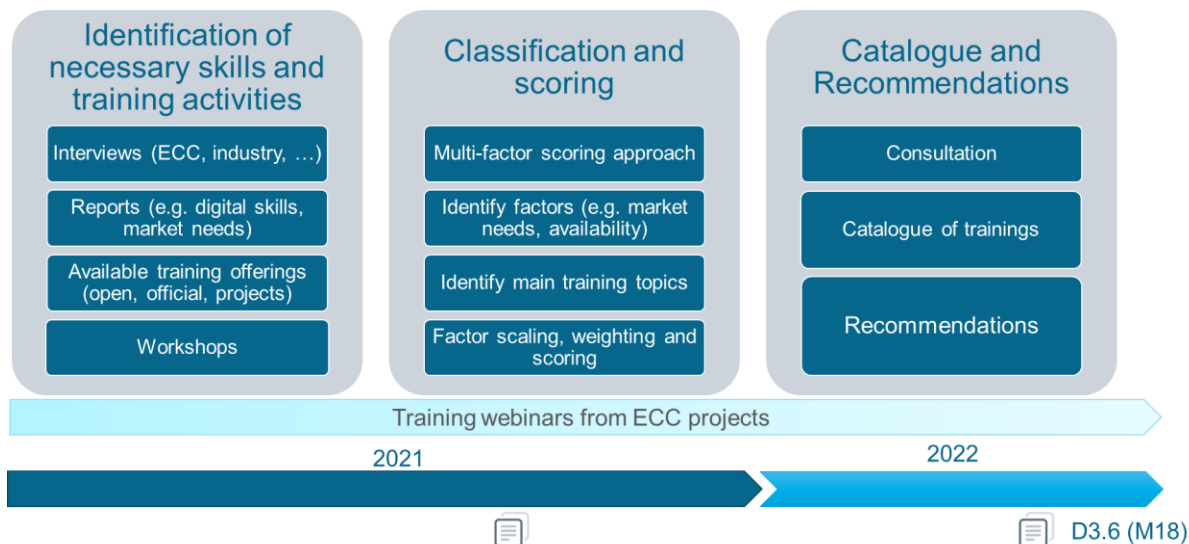 Identification of
necessary skills and
training activities
Interviews (ECC, industry, …)
Reports (e.g. digital skills,
market needs)
Available training offerings
(open, official, projects)
Workshops
Classification and
scoring
Multi-factor scoring approach
Identify factors (e.g. market
needs, availability)
Identify main training topics
Factor scaling, weighting and
scoring
Catalogue and
Recommendations
Consultation
Catalogue of trainings
Recommendations
Training webinars from ECC projects
2021
2022
D3.6 (M18)